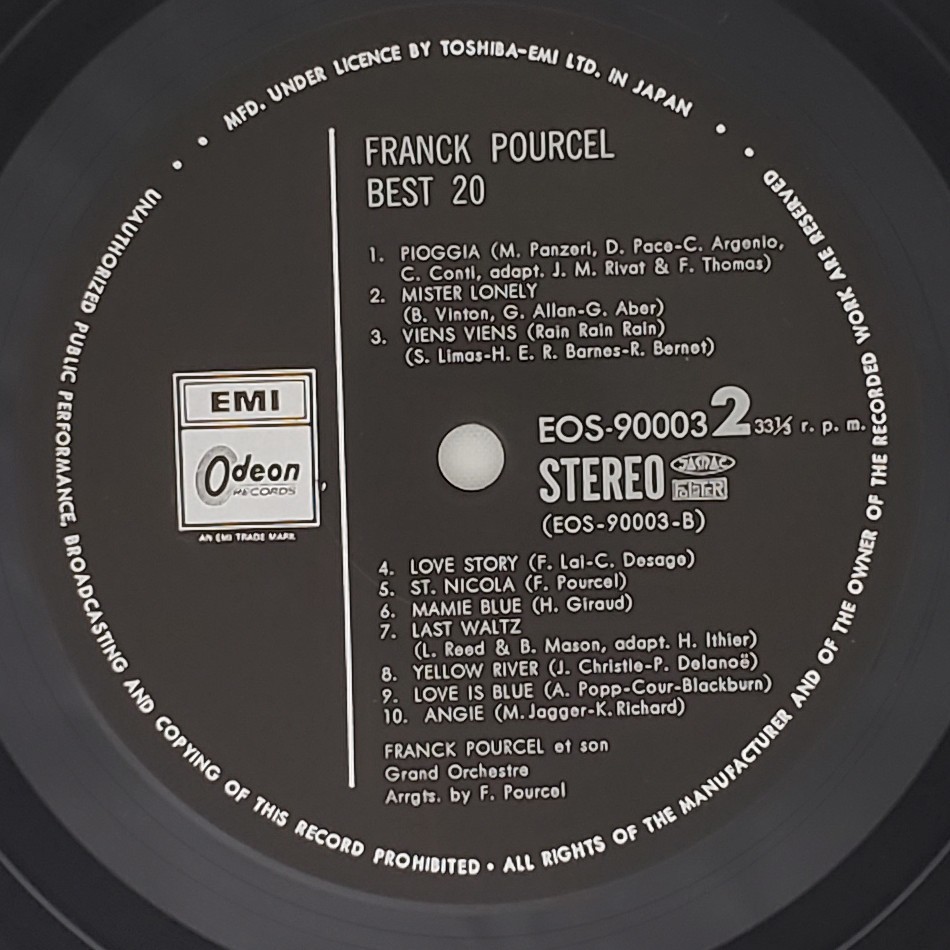 MFD. UNDER LICENCE BY TOSHIBA-EMI LTD. IN JAPAN
FRANCK POURCEL
BEST 20
1. PIOGGIA (M. Panzeri, D. Pace-C. Argenio,
C. Conti, adapt. J. M. Rivat & F. Thomas)
2. MISTER LONELY
(B. Vinton, G. Allan-G. Aber)
3. VIENS VIENS (Rain Rain Rain)
(S. Limas-H. E. R. Barnes-R. Bernet)
EMI
Odeon
RECORDS
AN EMI TRADE MARK
EOS-90003 2 33⅓ r. p. m.
STEREO JASRAC
(EOS-90003-B)
4. LOVE STORY (F. Lai-C. Desage)
5. ST. NICOLA (F. Pourcel)
6. MAMIE BLUE (H. Giraud)
7. LAST WALTZ
(L. Reed & B. Mason, adapt. H. Ithier)
8. YELLOW RIVER (J. Christie-P. Delanoë)
9. LOVE IS BLUE (A. Popp-Cour-Blackburn)
10. ANGIE (M. Jagger-K. Richard)
FRANCK POURCEL et son
Grand Orchestre
Arrgts. by F. Pourcel
UNAUTHORIZED PUBLIC PERFORMANCE, BROADCASTING AND COPYING OF THIS RECORD PROHIBITED • ALL RIGHTS OF THE MANUFACTURER AND OF THE OWNER OF THE RECORDED WORK ARE RESERVED